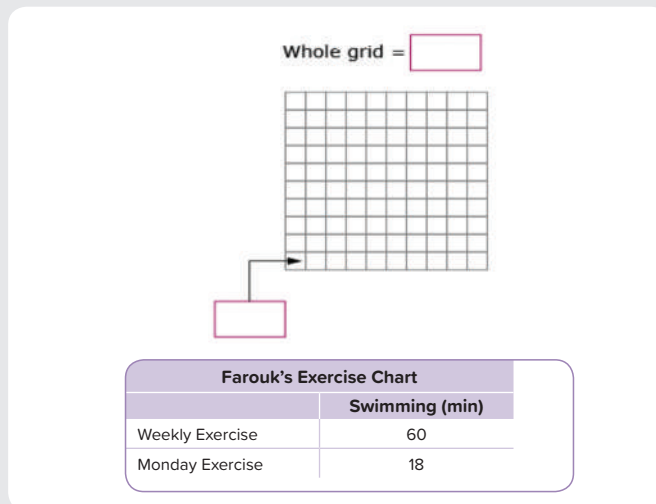 Whole grid =
Farouk's Exercise Chart
Swimming (min)
Weekly Exercise 60
Monday Exercise 18